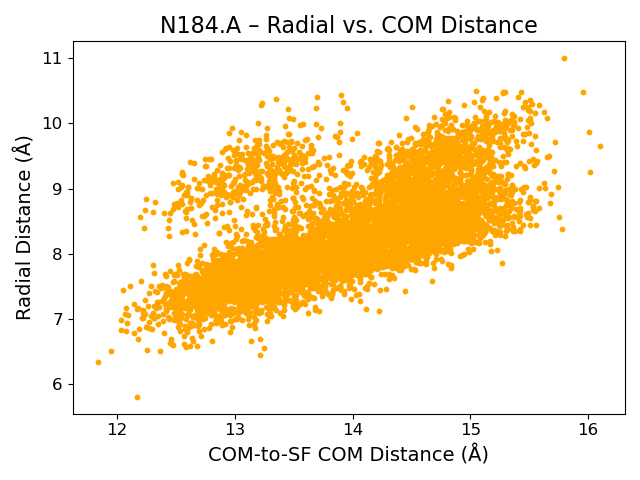 N184.A – Radial vs. COM Distance
11
10
9
8
7
6
Radial Distance (Å)
12 13 14 15 16
COM-to-SF COM Distance (Å)